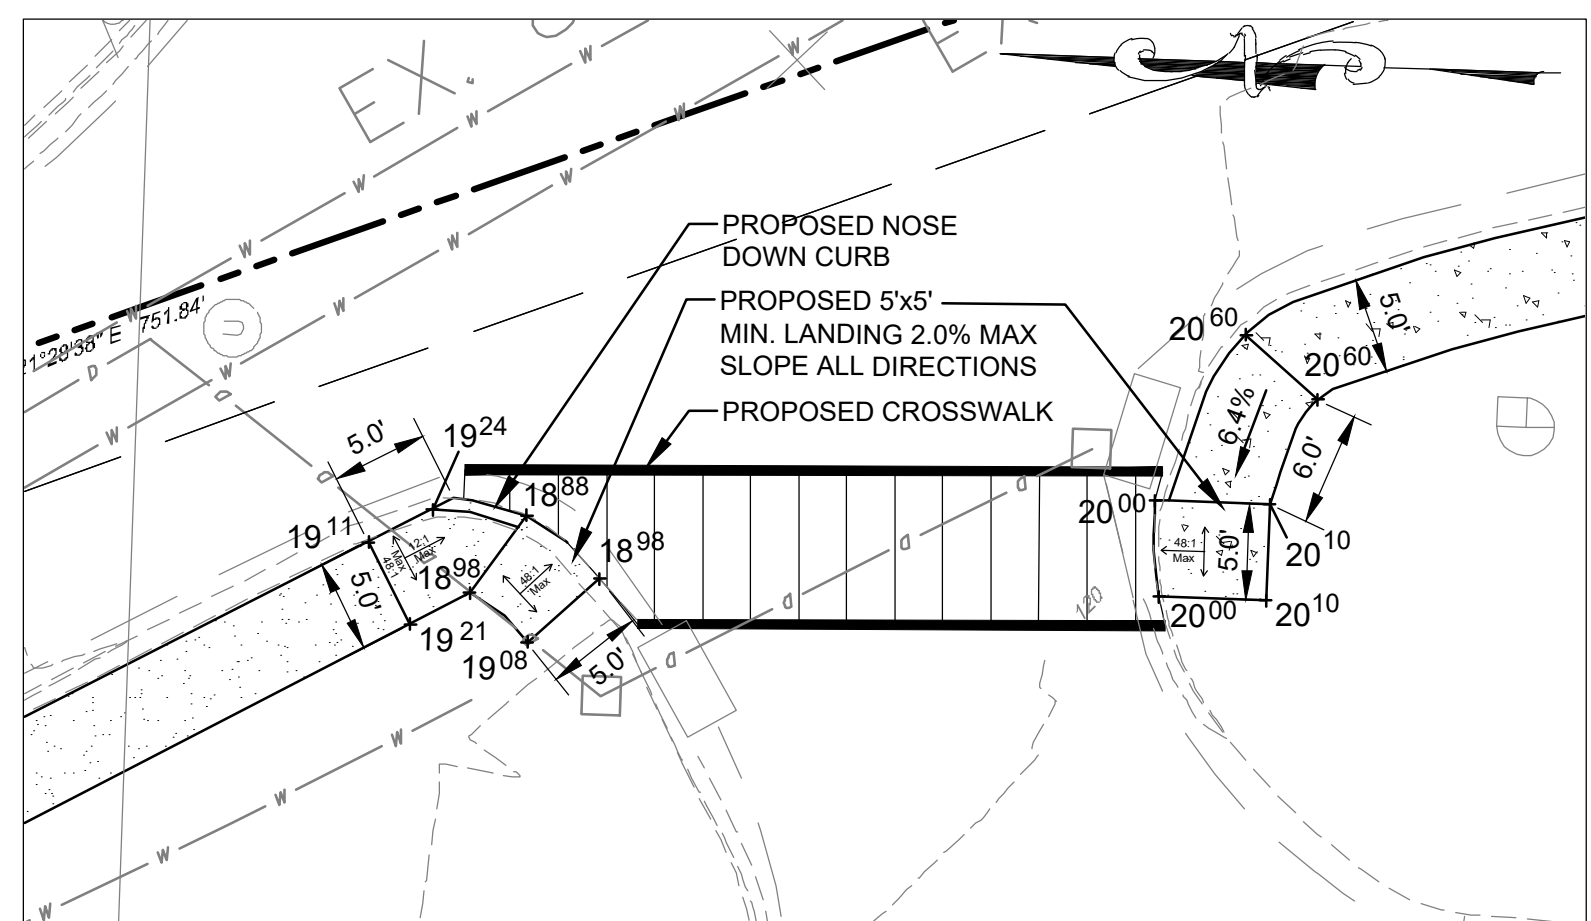 EX.
E
W
W
W
W
W
W
W
W
W
W
W
W
PROPOSED NOSE
DOWN CURB
PROPOSED 5'x5'
MIN. LANDING 2.0% MAX
SLOPE ALL DIRECTIONS
PROPOSED CROSSWALK
1°28'38" E 751.84'
D
D
D
D
D
D
D
D
5.0'
19 24
19 11
18 88
18 98
18 98
12:1
Max
48:1
Max
48:1
Max
5.0'
19 21
19 08
5.0'
120
20 60
20 60
5.0'
6.4%
6.0'
20 00
20 10
48:1
Max
5.0'
20 00
20 10
W
W
W
W